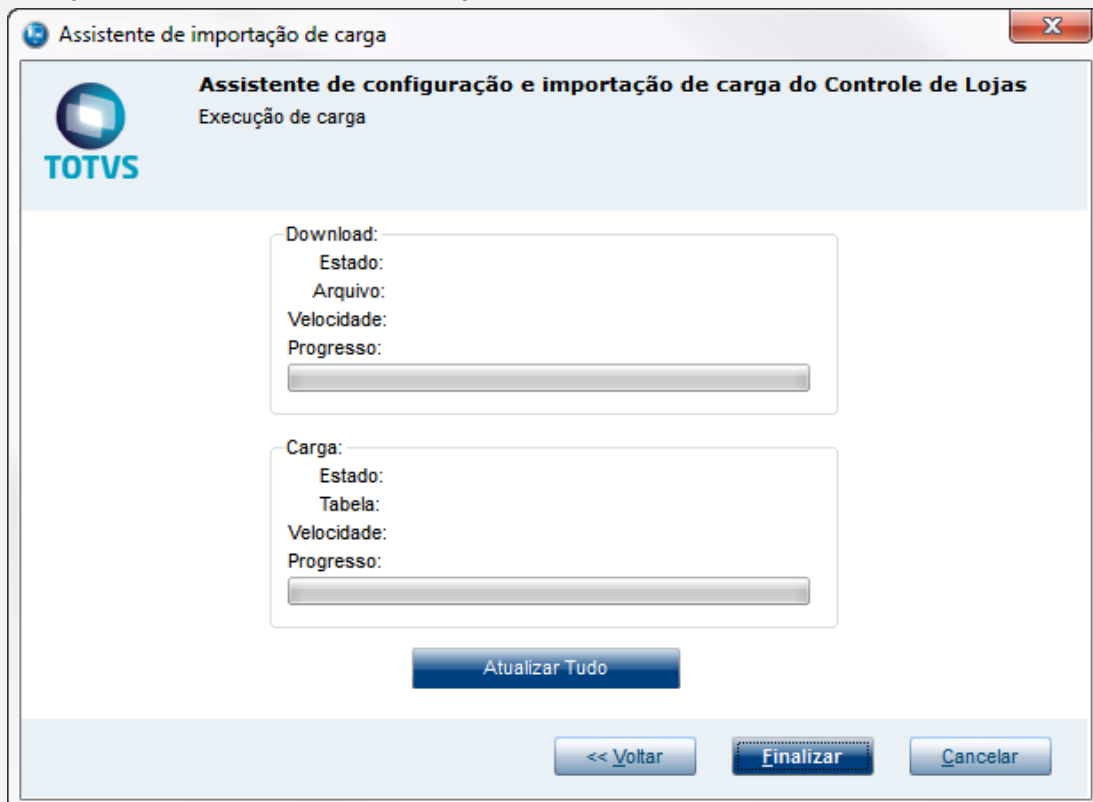 Assistente de importação de carga
X
Assistente de configuração e importação de carga do Controle de Lojas
Execução de carga
TOTVS
Download:
Estado:
Arquivo:
Velocidade:
Progresso:
Carga:
Estado:
Tabela:
Velocidade:
Progresso:
Atualizar Tudo
<< Voltar
Finalizar
Cancelar